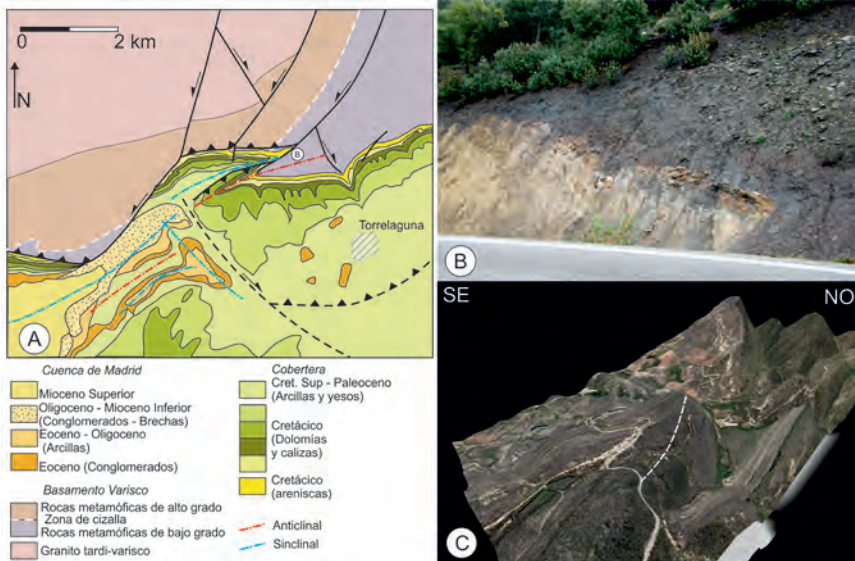 0 2 km
N
B
Torrelaguna
A
Cuenca de Madrid
Mioceno Superior
Oligoceno - Mioceno Inferior
(Conglomerados - Brechas)
Eoceno - Oligoceno
(Arcillas)
Eoceno (Conglomerados)
Basamento Varisco
Rocas metamóficas de alto grado
Zona de cizalla
Rocas metamóficas de bajo grado
Granito tardi-varisco
Cobertera
Cret. Sup - Paleoceno
(Arcillas y yesos)
Cretácico
(Dolomías
y calizas)
Cretácico
(areniscas)
Anticlinal
Sinclinal
B
SE NO
C